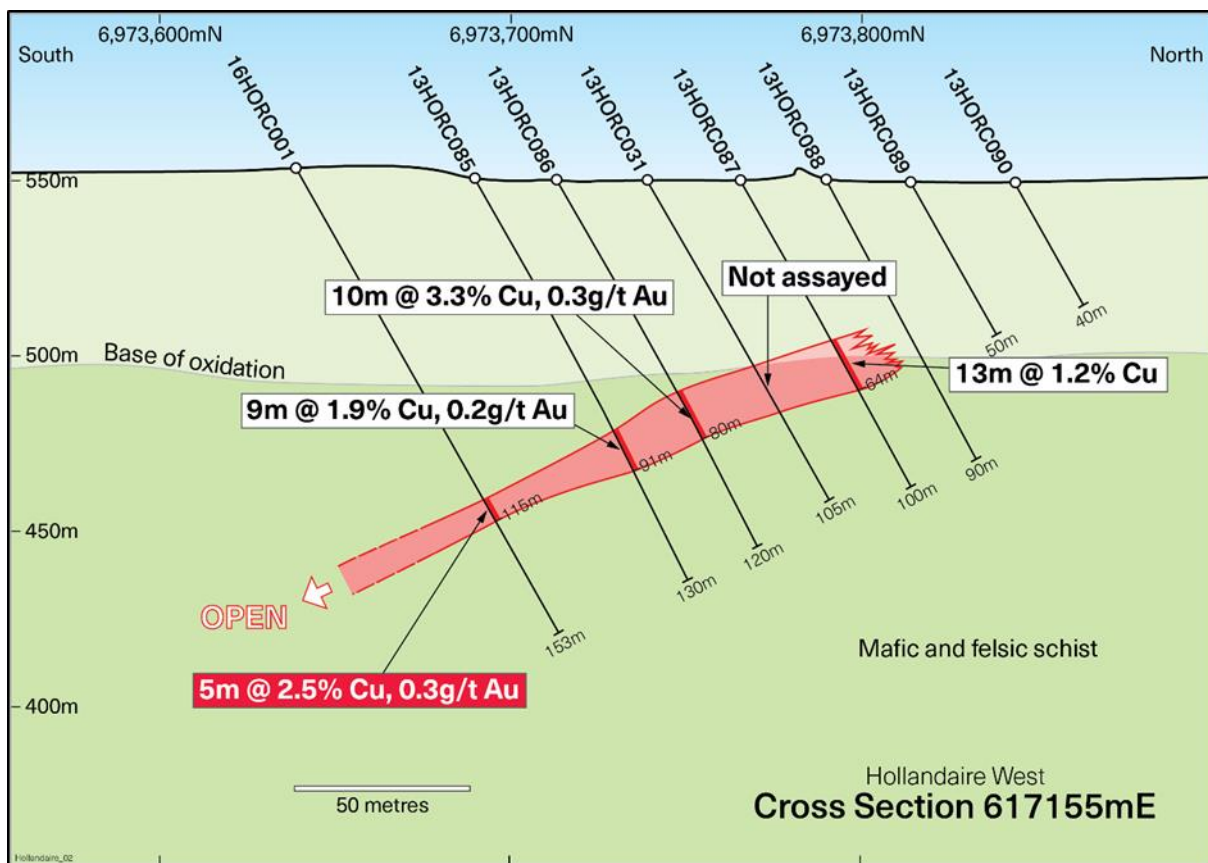 6,973,600mN
6,973,700mN
6,973,800mN
South
North
16HORC001
13HORC085
13HORC086
13HORC031
13HORC087
13HORC088
13HORC089
13HORC090
550m
Not assayed
10m @ 3.3% Cu, 0.3g/t Au
40m
50m
500m
Base of oxidation
13m @ 1.2% Cu
64m
9m @ 1.9% Cu, 0.2g/t Au
80m
91m
90m
100m
105m
115m
450m
120m
130m
OPEN
153m
Mafic and felsic schist
5m @ 2.5% Cu, 0.3g/t Au
400m
Hollandaire West
50 metres
Cross Section 617155mE
Hollandaire_02